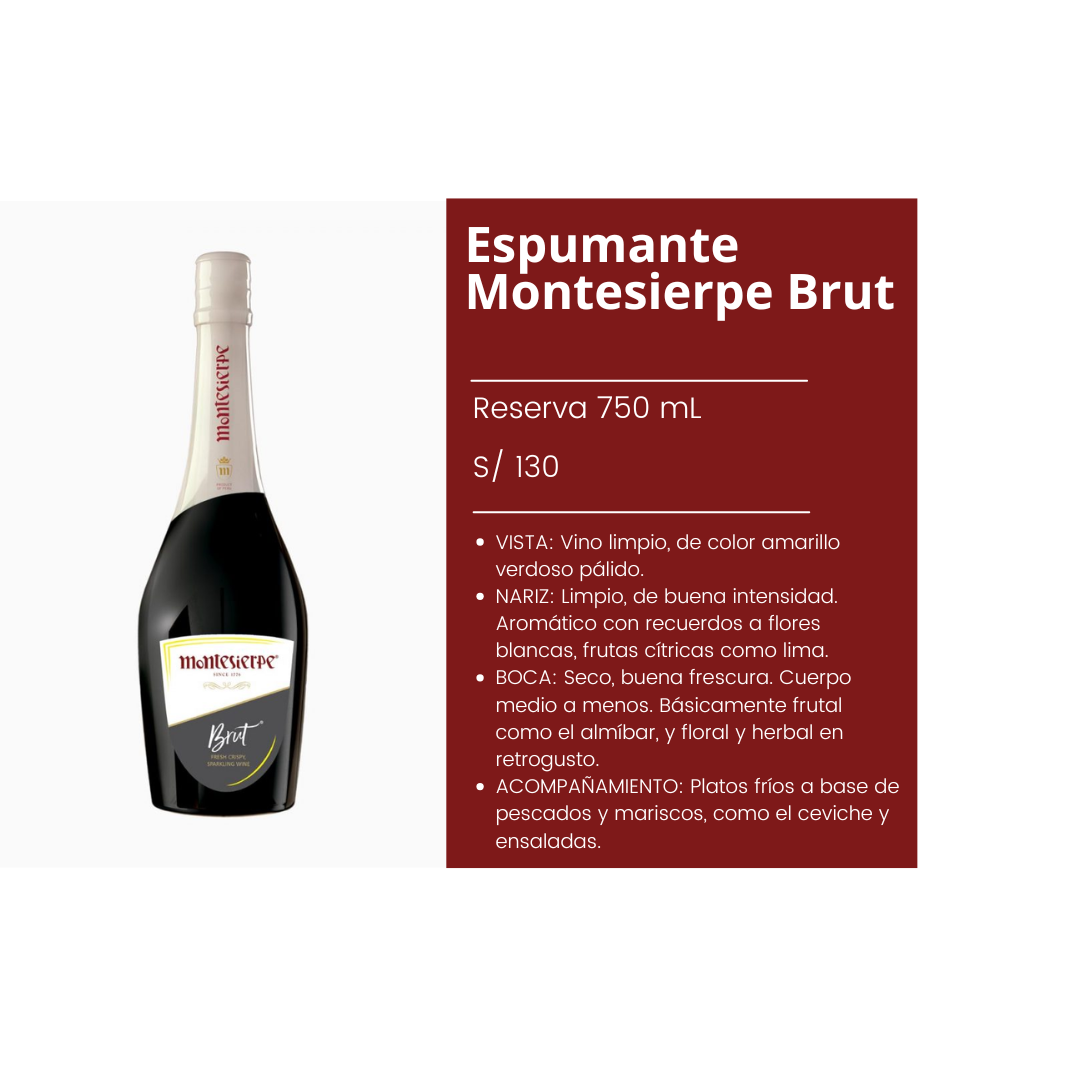 Espumante
Montesierpe Brut
Reserva 750 mL
S/ 130
• VISTA: Vino limpio, de color amarillo
verdoso pálido.
• NARIZ: Limpio, de buena intensidad.
Aromático con recuerdos a flores
blancas, frutas cítricas como lima.
• BOCA: Seco, buena frescura. Cuerpo
medio a menos. Básicamente frutal
como el almíbar, y floral y herbal en
retrogusto.
• ACOMPAÑAMIENTO: Platos fríos a base de
pescados y mariscos, como el ceviche y
ensaladas.
montesierpe
m
montesierpe®
Brut®
FRESH CRISPY,
SPARKLING WINE